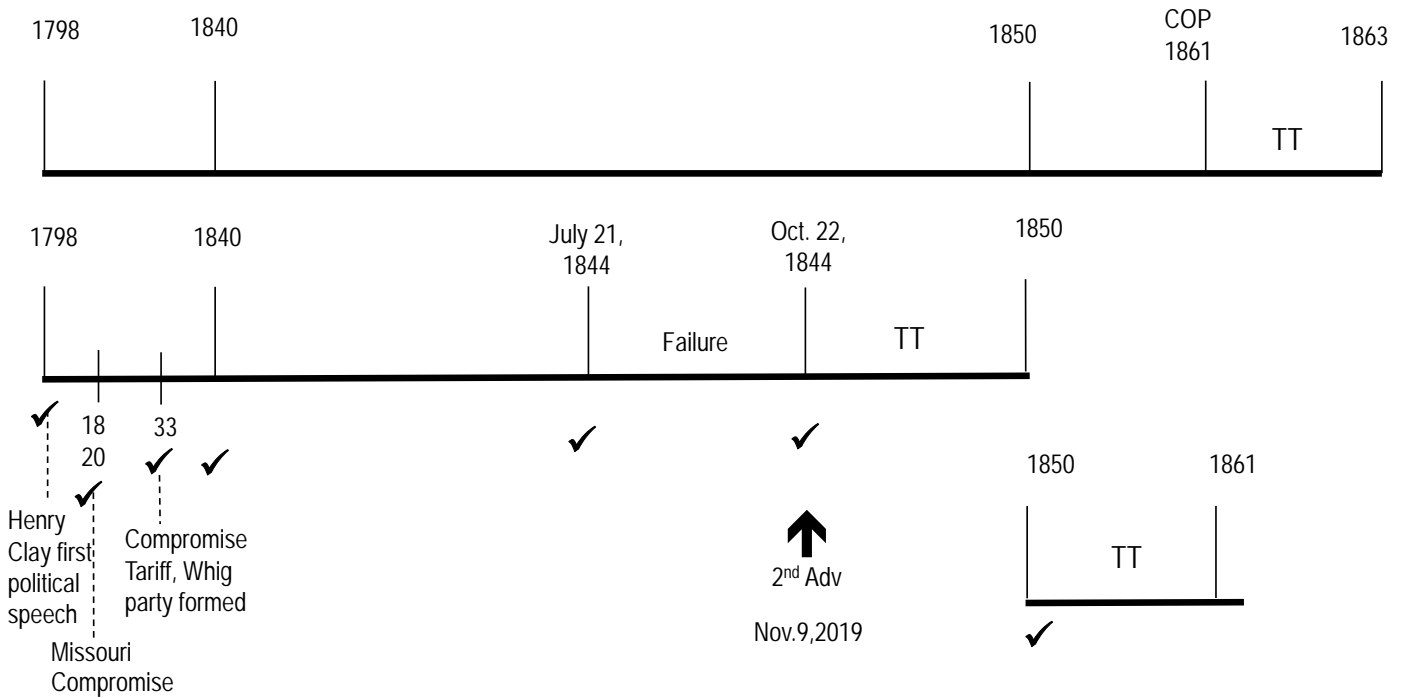 1798
1840
1850
COP
1861
1863
TT
1798
1840
July 21,
1844
Oct. 22,
1844
1850
Failure
TT
18
20
33
1850
1861
TT
Henry
Clay first
political
speech
Compromise
Tariff, Whig
party formed
Missouri
Compromise
2nd Adv
Nov.9,2019